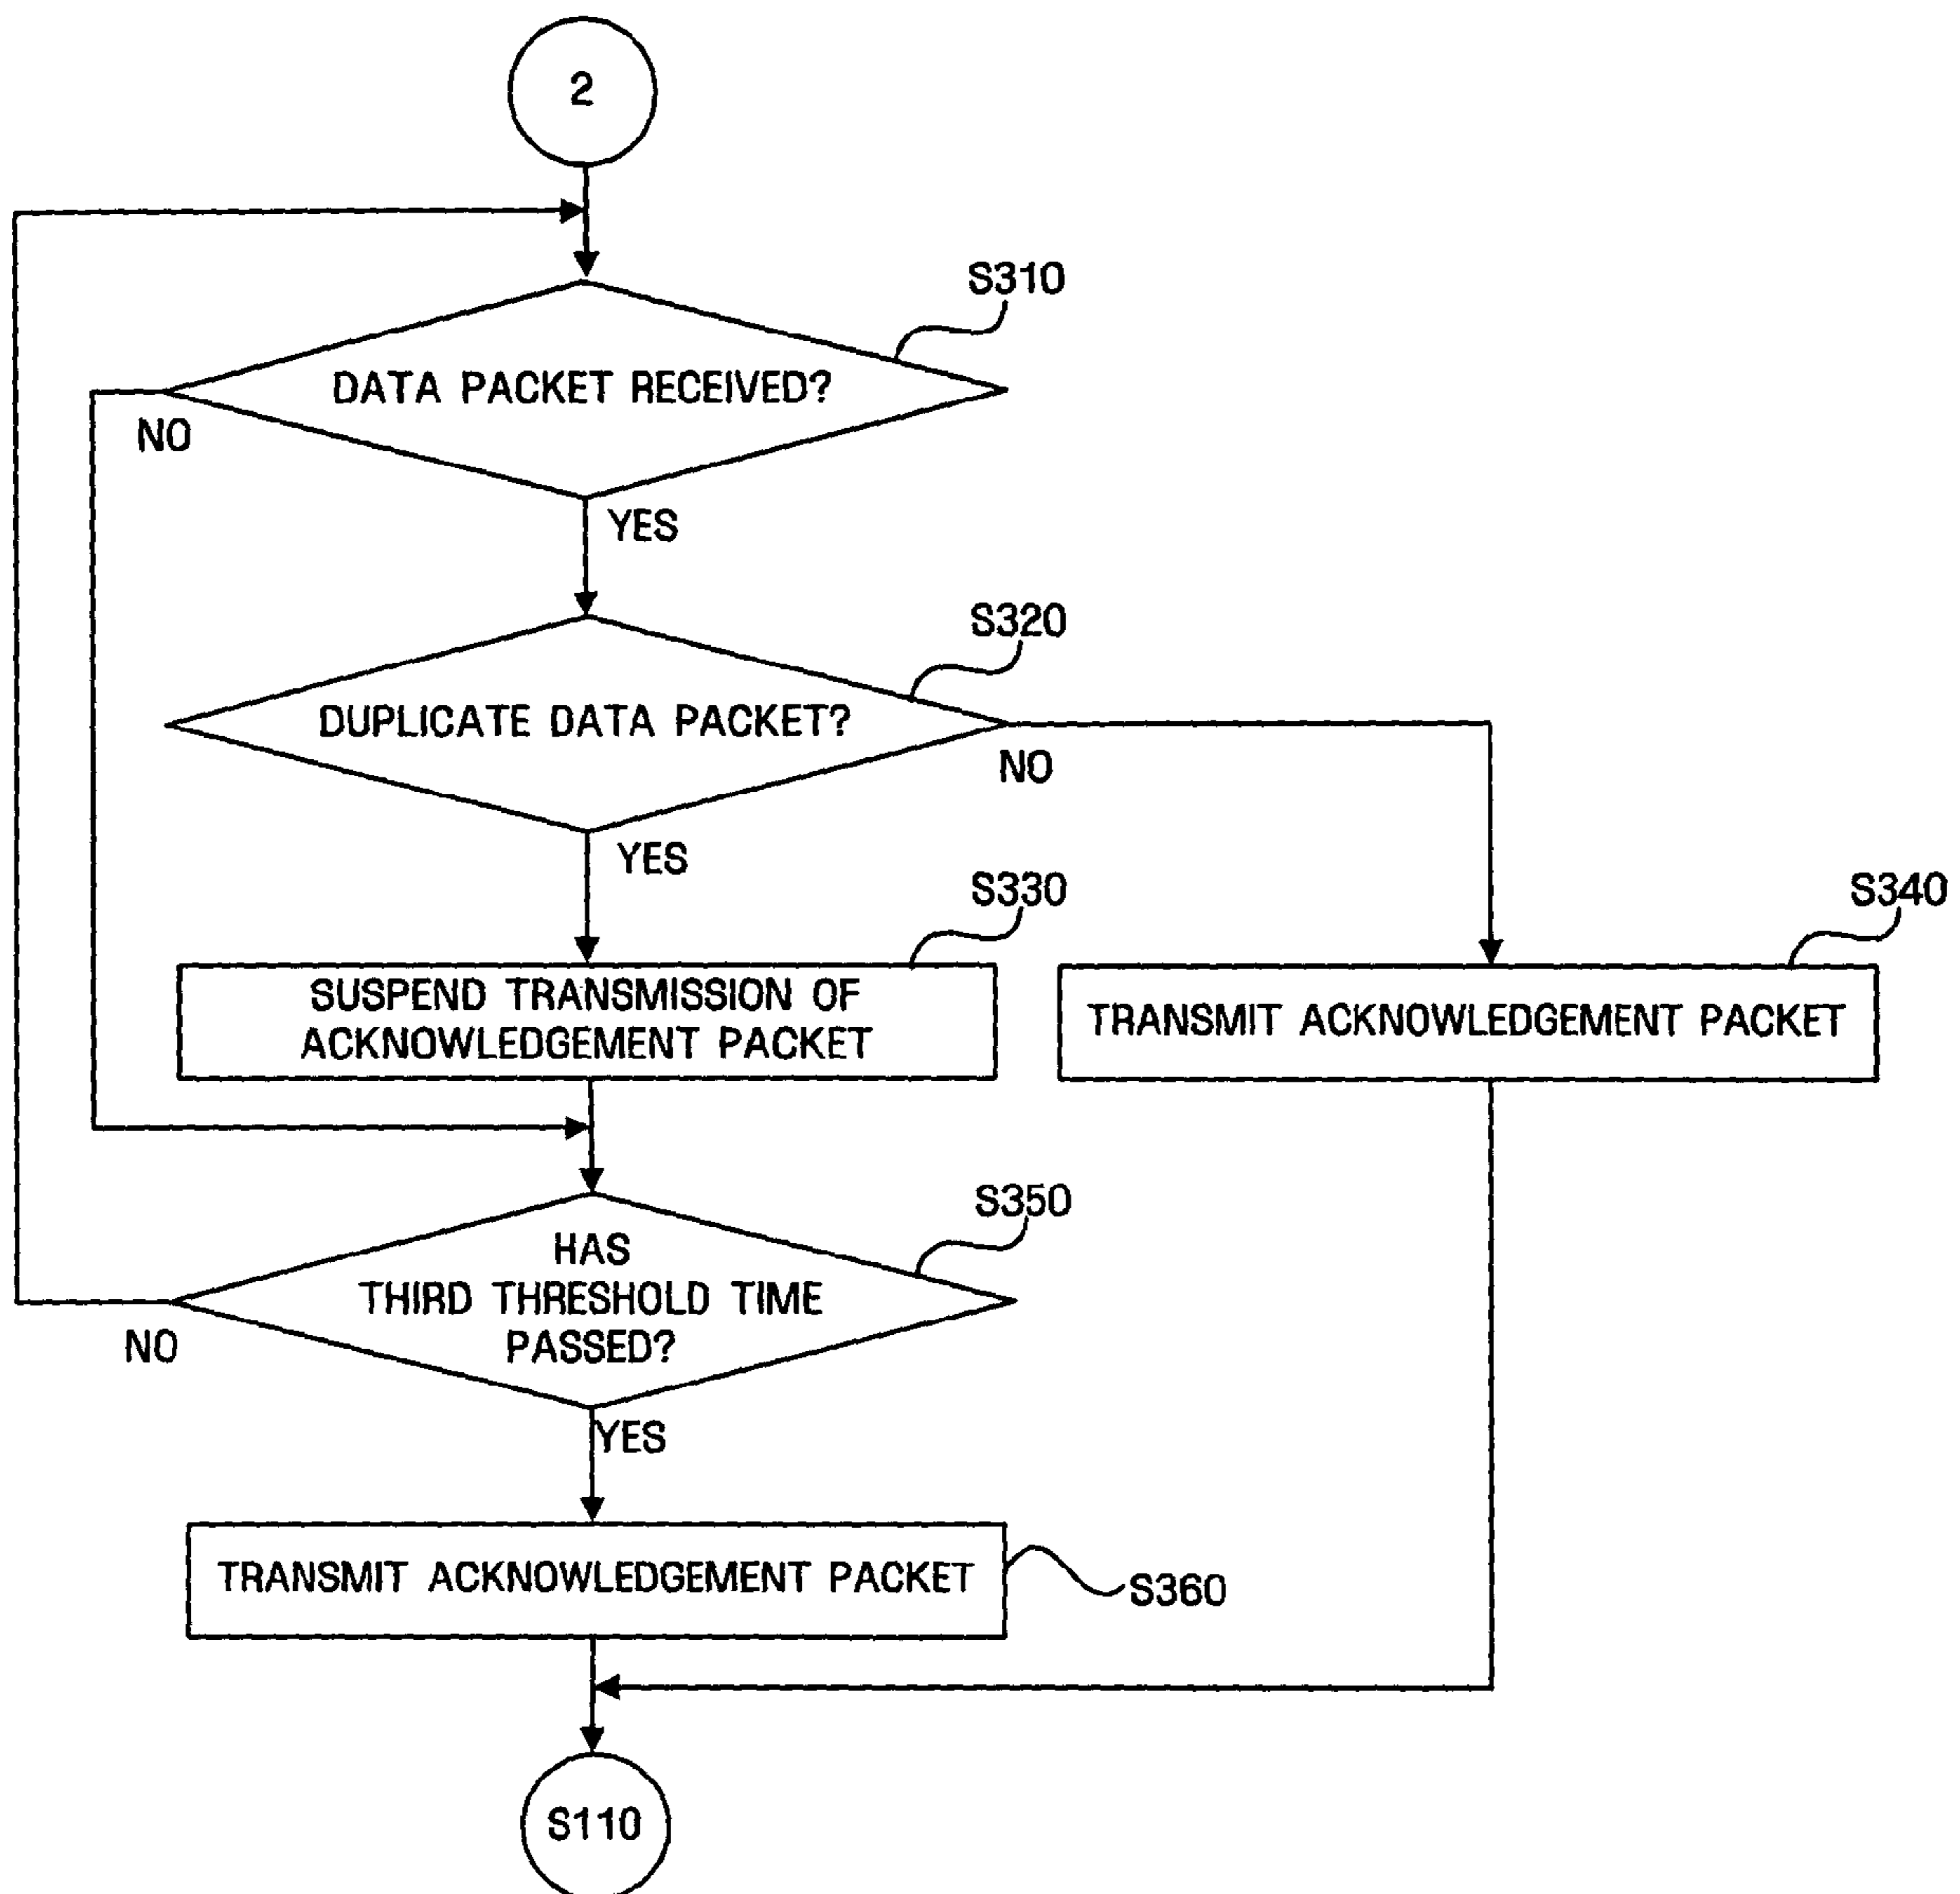 2
S310
DATA PACKET RECEIVED?
NO
YES
S320
DUPLICATE DATA PACKET?
NO
YES
S330
S340
SUSPEND TRANSMISSION OF
ACKNOWLEDGEMENT PACKET
TRANSMIT ACKNOWLEDGEMENT PACKET
S350
HAS
THIRD THRESHOLD TIME
PASSED?
NO
YES
TRANSMIT ACKNOWLEDGEMENT PACKET
S360
S110